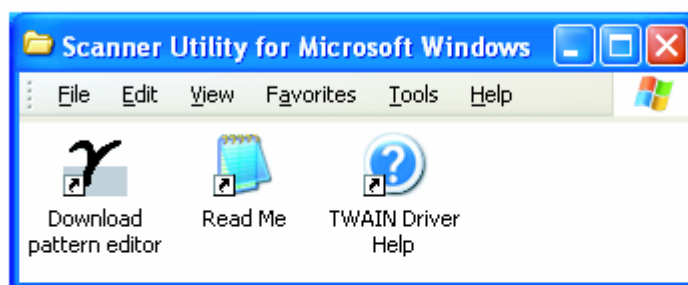 Scanner Utility for Microsoft Windows
File Edit View Favorites Tools Help
Download pattern editor
Read Me
TWAIN Driver Help